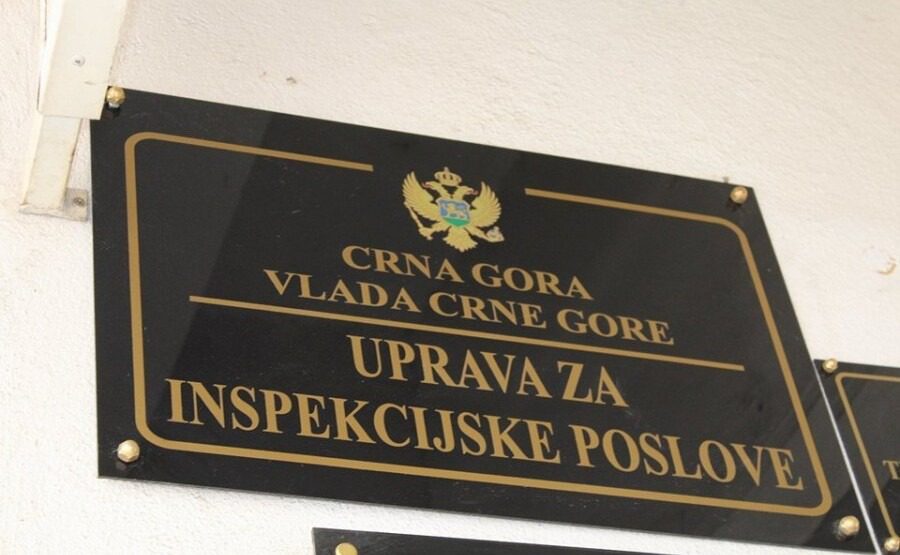 CRNA GORA
VLADA CRNE GORE
UPRAVA ZA
INSPEKCIJSKE POSLOVE